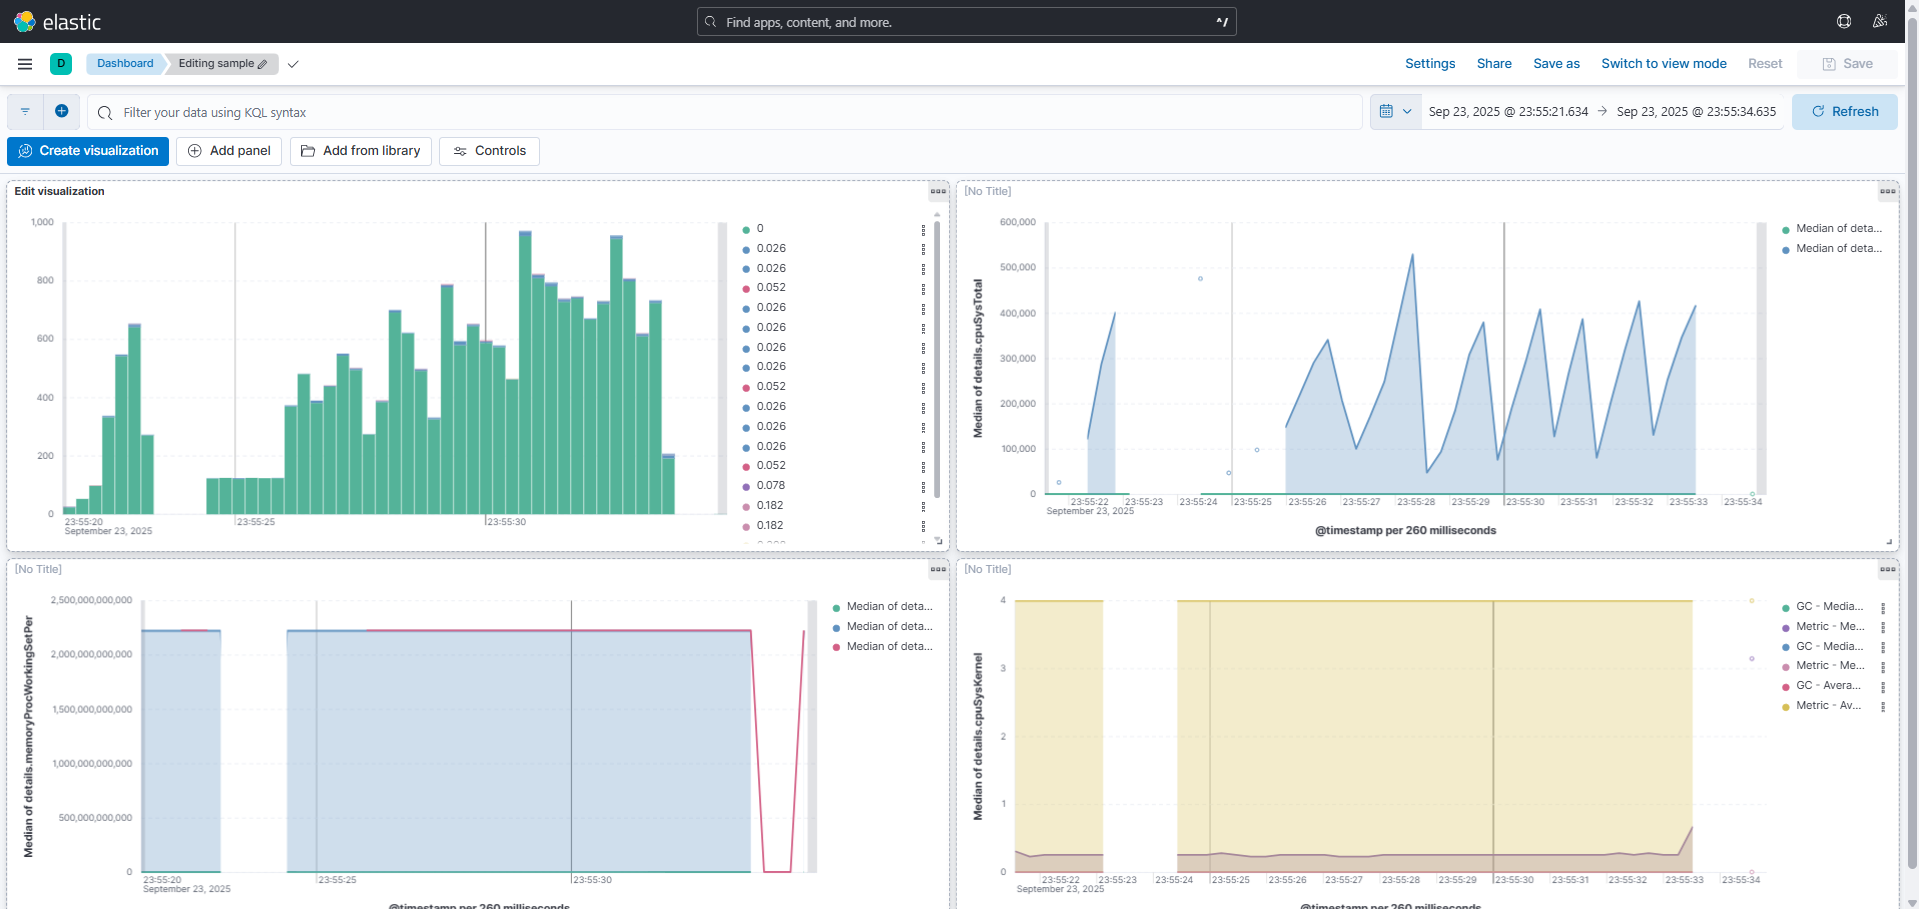 elastic
Find apps, content, and more.
^/
D
Dashboard
Editing sample
Settings
Share
Save as
Switch to view mode
Reset
Save
Filter your data using KQL syntax
Sep 23, 2025 @ 23:55:21.634 → Sep 23, 2025 @ 23:55:34.635
Refresh
Create visualization
Add panel
Add from library
Controls
Edit visualization
1,000
800
600
400
200
0
23:55:20
23:55:25
23:55:30
September 23, 2025
0
0.026
0.026
0.052
0.026
0.026
0.026
0.026
0.052
0.026
0.026
0.026
0.052
0.078
0.182
0.182
[No Title]
Median of details.cpuSysTotal
600,000
500,000
400,000
300,000
200,000
100,000
0
23:55:22
23:55:23
23:55:24
23:55:25
23:55:26
23:55:27
23:55:28
23:55:29
23:55:30
23:55:31
23:55:32
23:55:33
23:55:34
September 23, 2025
@timestamp per 260 milliseconds
Median of deta...
Median of deta...
[No Title]
Median of details.memoryProcWorkingSetPer
2,500,000,000,000
2,000,000,000,000
1,500,000,000,000
1,000,000,000,000
500,000,000,000
0
23:55:20
23:55:25
23:55:30
September 23, 2025
@timestamp per 260 milliseconds
Median of deta...
Median of deta...
Median of deta...
[No Title]
Median of details.cpuSysKernel
4
3
2
1
0
23:55:22
23:55:23
23:55:24
23:55:25
23:55:26
23:55:27
23:55:28
23:55:29
23:55:30
23:55:31
23:55:32
23:55:33
23:55:34
September 23, 2025
@timestamp per 260 milliseconds
GC - Media...
Metric - Me...
GC - Media...
Metric - Me...
GC - Avera...
Metric - Av...